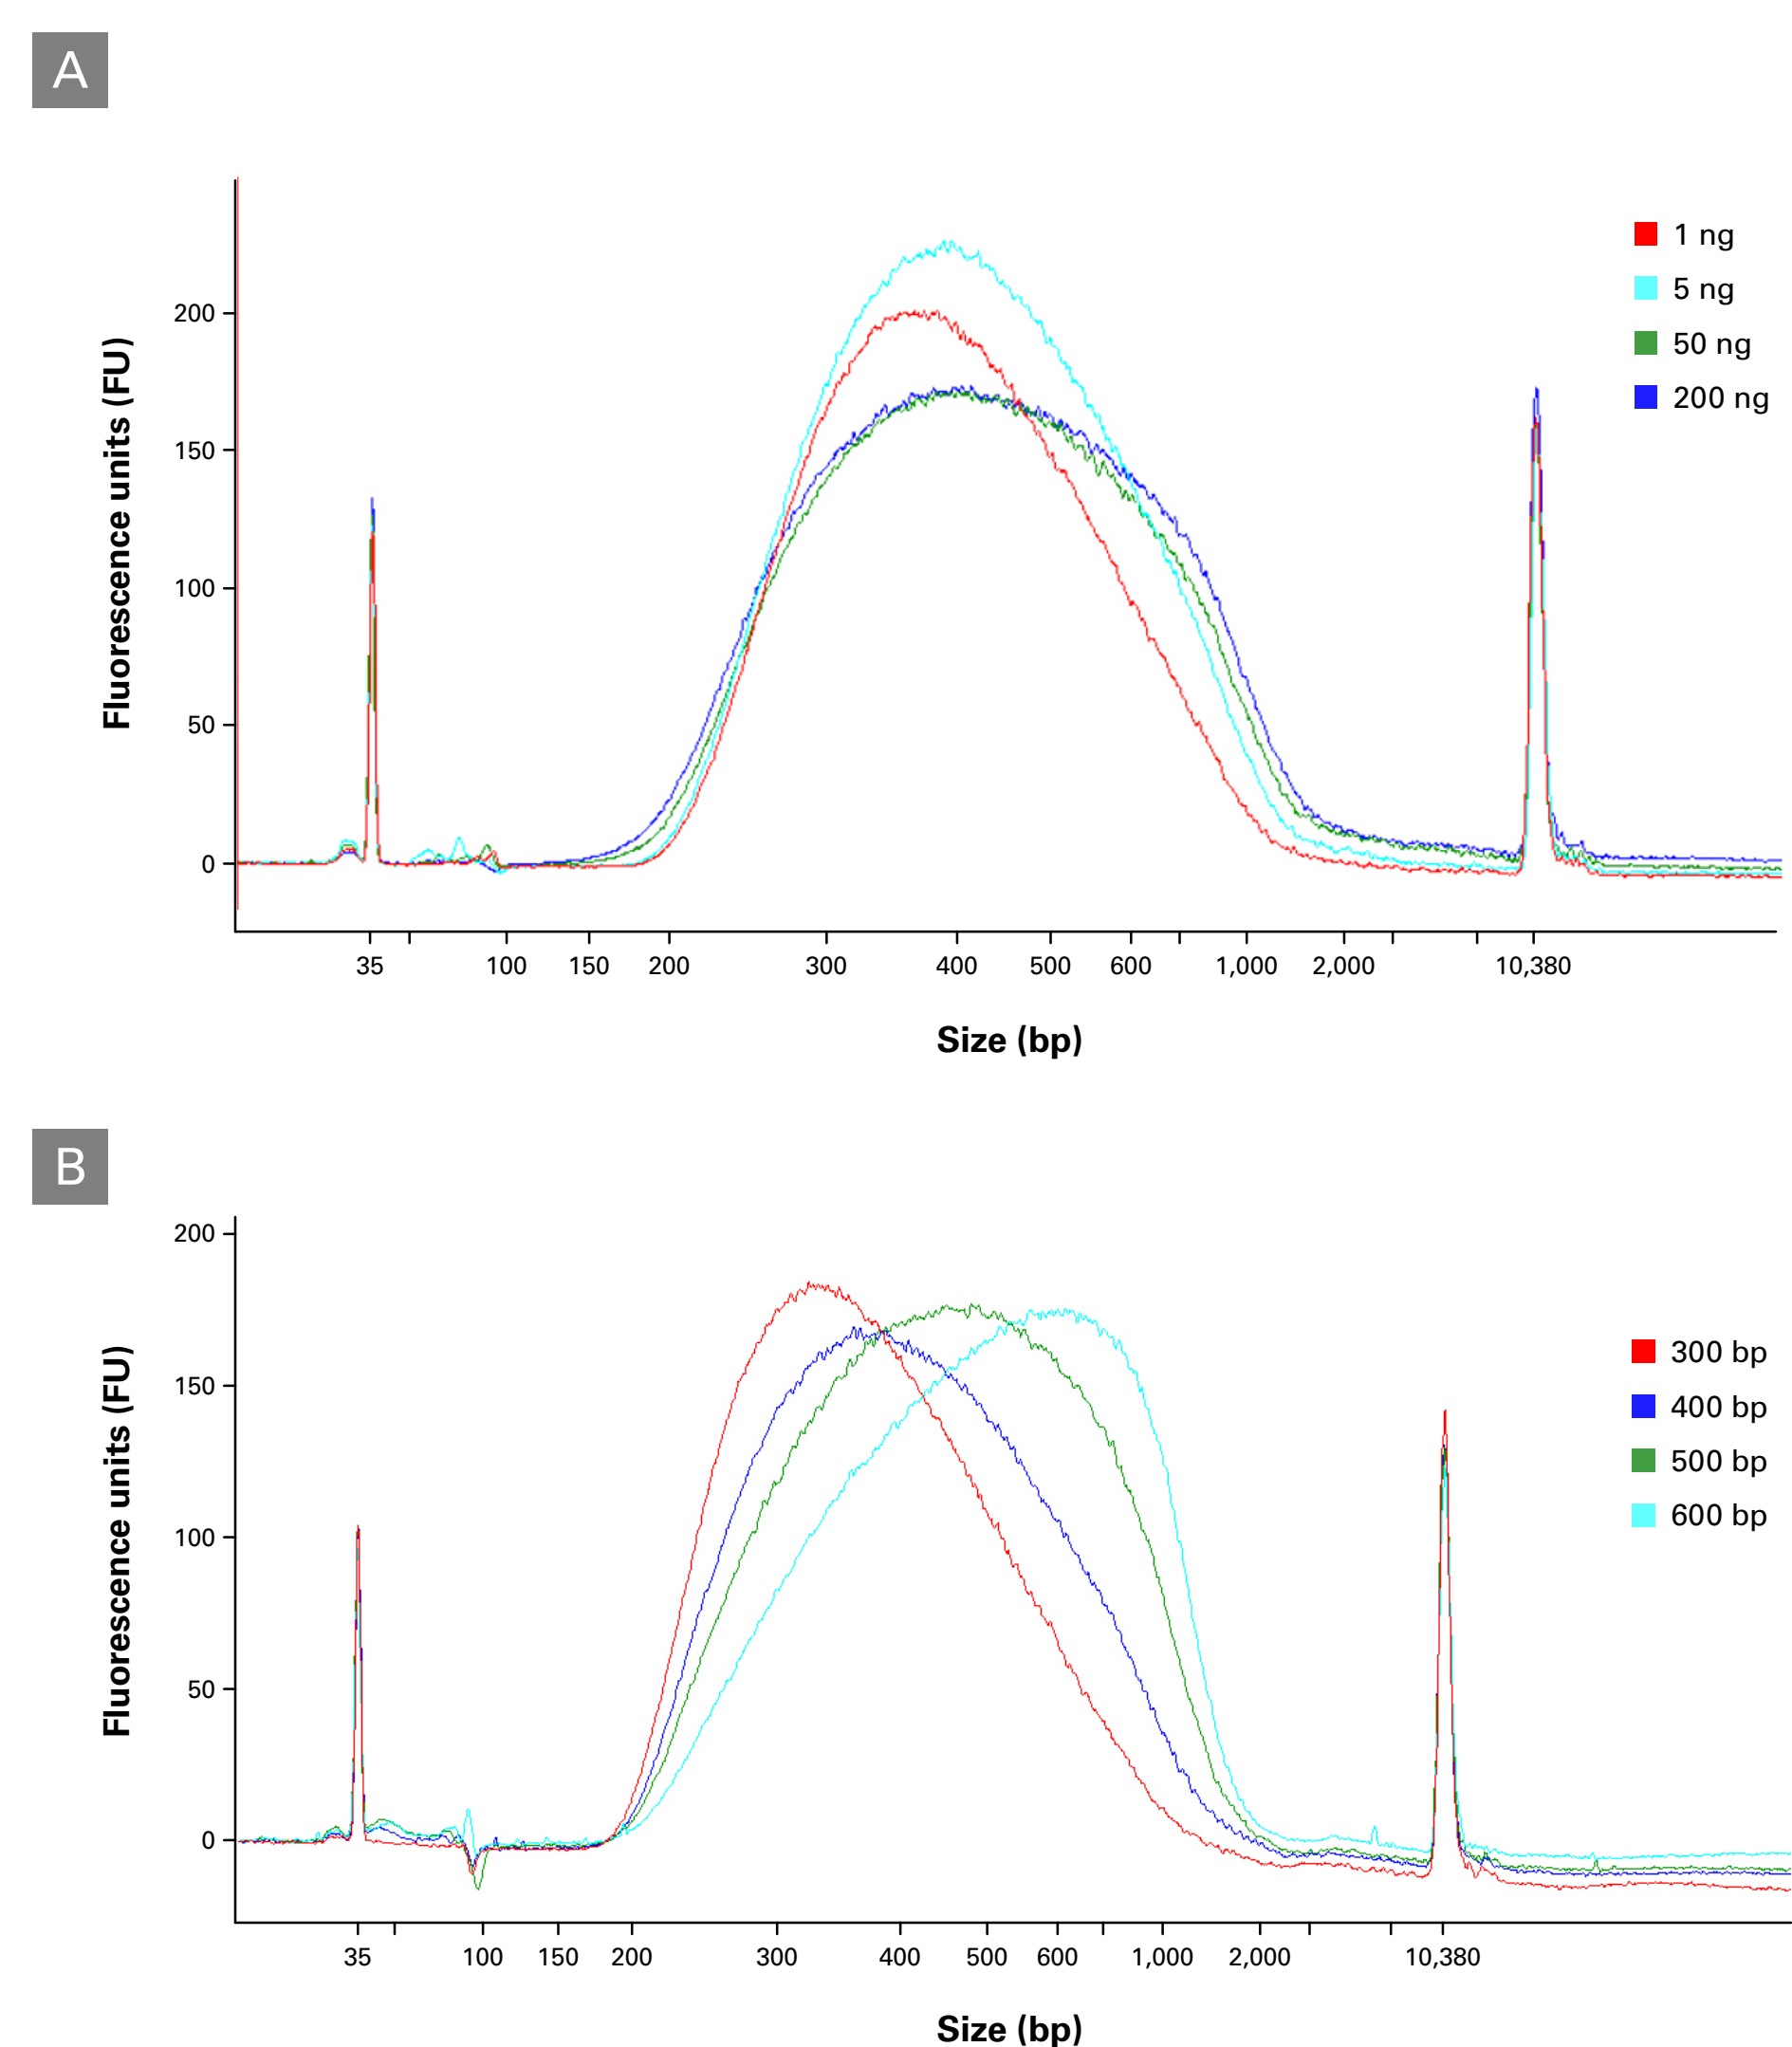 A
Fluorescence units (FU)
200
150
100
50
0
1 ng
5 ng
50 ng
200 ng
35 100 150 200 300 400 500 600 1,000 2,000 10,380
Size (bp)
B
Fluorescence units (FU)
200
150
100
50
0
300 bp
400 bp
500 bp
600 bp
35 100 150 200 300 400 500 600 1,000 2,000 10,380
Size (bp)